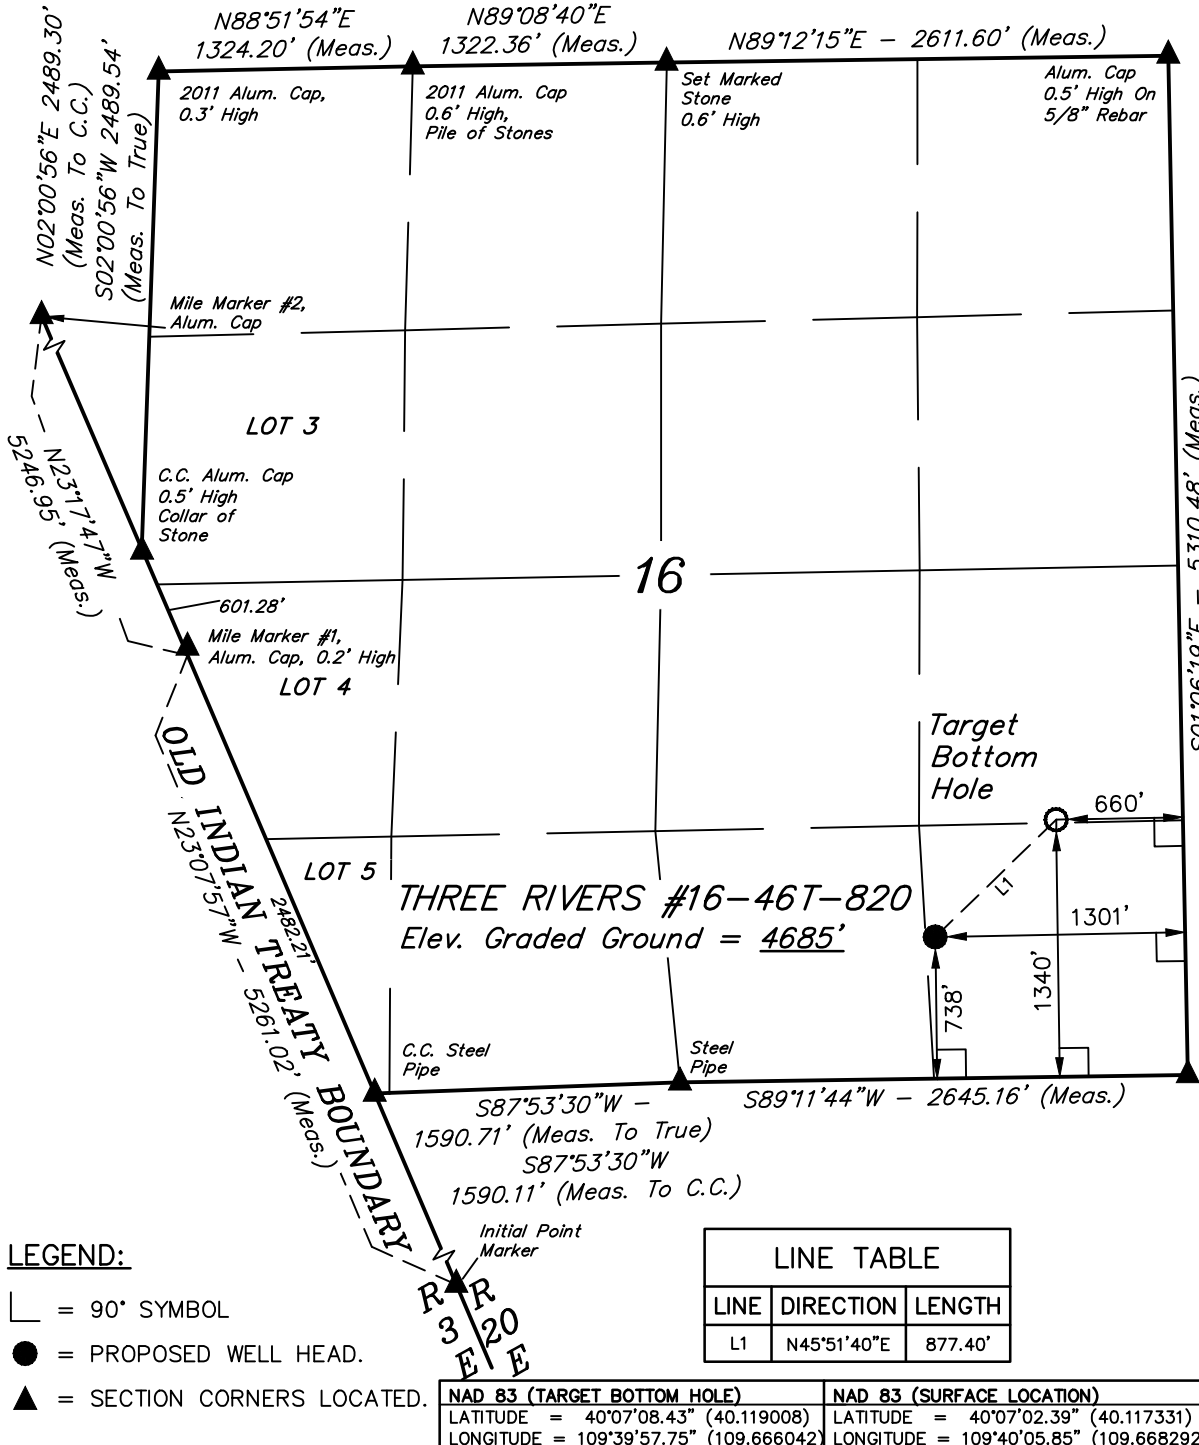 N88°51'54"E
1324.20' (Meas.)
N89°08'40"E
1322.36' (Meas.)
N89°12'15"E - 2611.60' (Meas.)
N02°00'56"E 2489.30'
(Meas. To C.C.)
S02°00'56"W 2489.54'
(Meas. To True)
2011 Alum. Cap,
0.3' High
2011 Alum. Cap
0.6' High,
Pile of Stones
Set Marked
Stone
0.6' High
Alum. Cap
0.5' High On
5/8" Rebar
Mile Marker #2,
Alum. Cap
LOT 3
C.C. Alum. Cap
0.5' High
Collar of
Stone
N23°17'47"W
5246.95' (Meas.)
16
S01°06'19"E - 5310.48' (Meas.)
601.28'
Mile Marker #1,
Alum. Cap, 0.2' High
LOT 4
Target
Bottom
Hole
660'
L1
1301'
1340'
738'
LOT 5
THREE RIVERS #16-46T-820
Elev. Graded Ground = 4685'
OLD INDIAN TREATY BOUNDARY
2482.21'
N23°07'57"W - 5261.02' (Meas.)
C.C. Steel
Pipe
Steel
Pipe
S87°53'30"W -
1590.71' (Meas. To True)
S87°53'30"W
1590.11' (Meas. To C.C.)
S89°11'44"W - 2645.16' (Meas.)
Initial Point
Marker
R R
3 20
E E
LEGEND:
= 90° SYMBOL
= PROPOSED WELL HEAD.
= SECTION CORNERS LOCATED.
LINE TABLE
LINE DIRECTION LENGTH
L1 N45°51'40"E 877.40'
NAD 83 (TARGET BOTTOM HOLE)
LATITUDE = 40°07'08.43" (40.119008)
LONGITUDE = 109°39'57.75" (109.666042)
NAD 83 (SURFACE LOCATION)
LATITUDE = 40°07'02.39" (40.117331)
LONGITUDE = 109°40'05.85" (109.668292